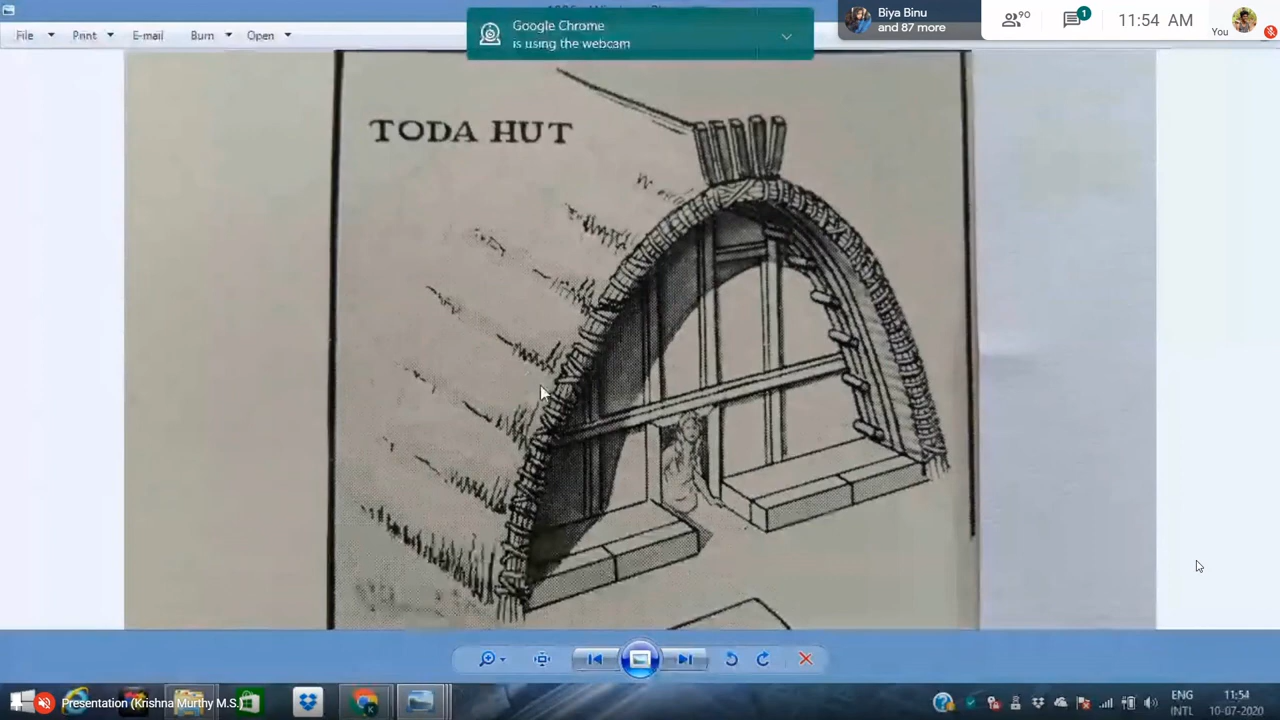 File
Print
E-mail
Burn
Open
Google Chrome
is using the webcam
Biya Binu
and 87 more
90
1
11:54 AM
You
TODA HUT
Presentation (Krishna Murthy M.S.)
ENG
INTL
11:54
10-07-2020